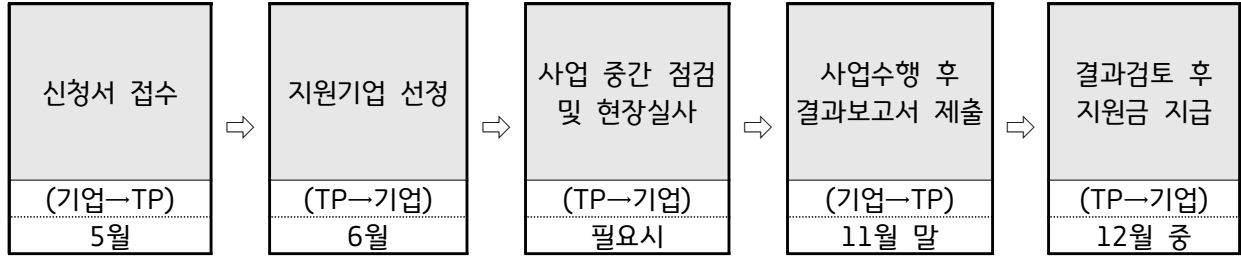 신청서 접수
(기업→TP)
5월
⇨
지원기업 선정
(TP→기업)
6월
⇨
사업 중간 점검
및 현장실사
(TP→기업)
필요시
⇨
사업수행 후
결과보고서 제출
(기업→TP)
11월 말
⇨
결과검토 후
지원금 지급
(TP→기업)
12월 중